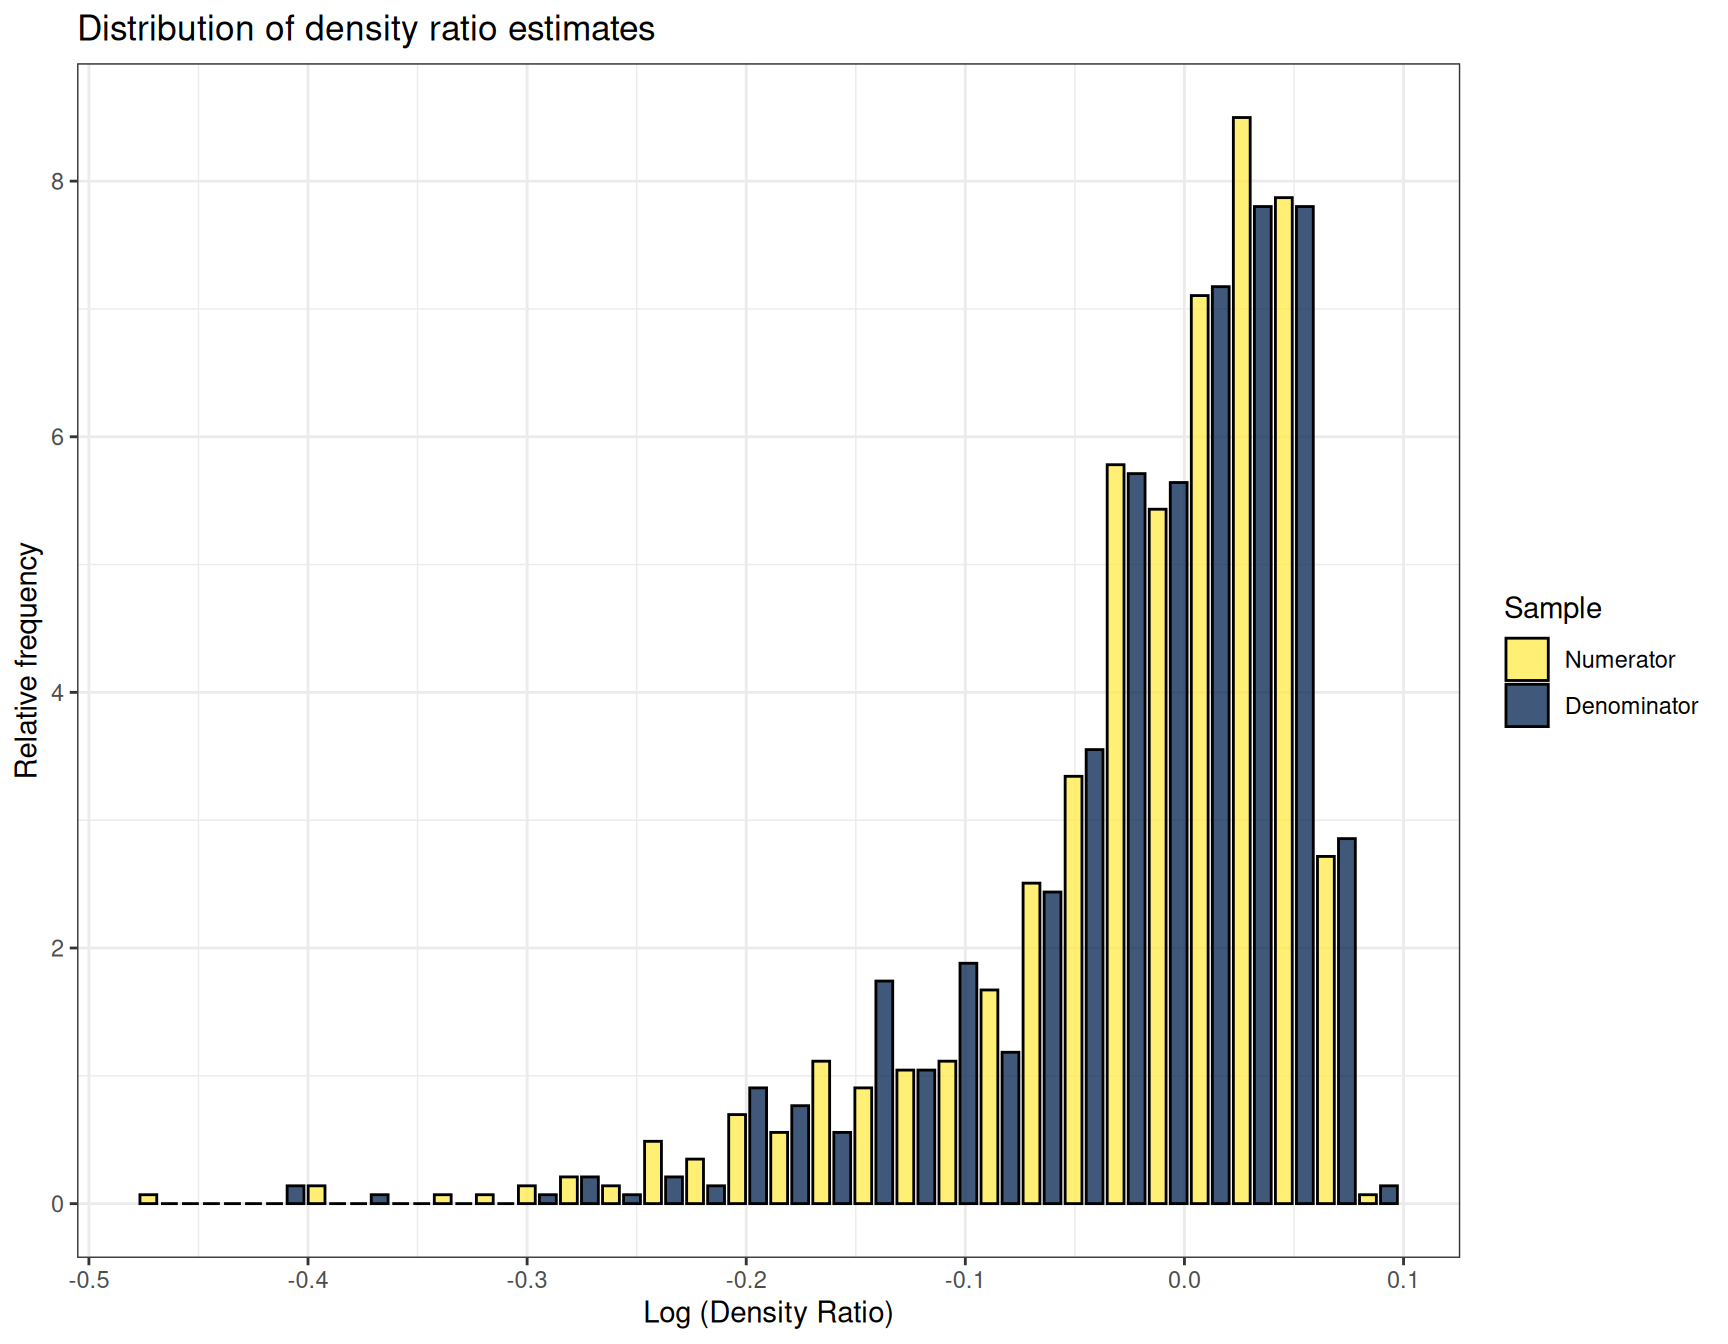 Distribution of density ratio estimates
8
6
4
2
0
Relative frequency
-0.5
-0.4
-0.3
-0.2
-0.1
0.0
0.1
Log (Density Ratio)
Sample
Numerator
Denominator